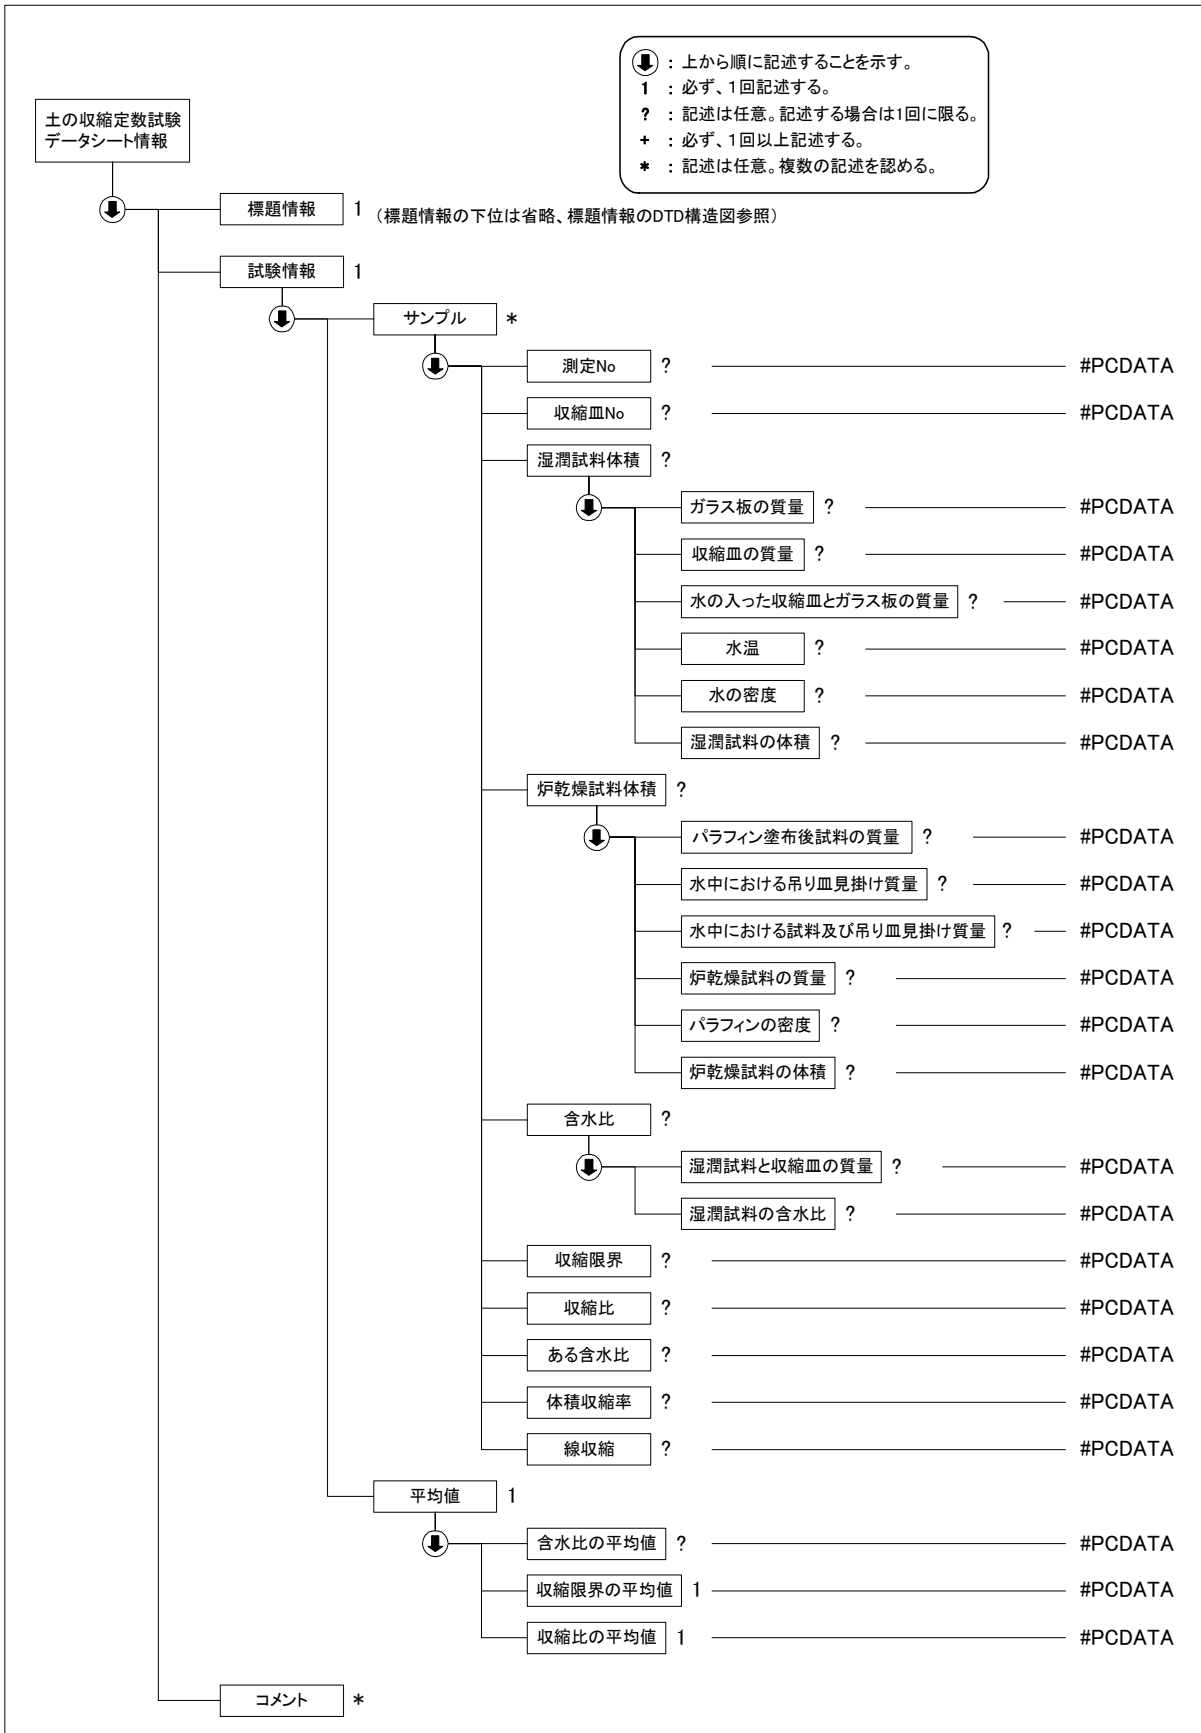 ：上から順に記述することを示す。
1 ：必ず、1回記述する。
? ：記述は任意。記述する場合は1回に限る。
+ ：必ず、1回以上記述する。
* ：記述は任意。複数の記述を認める。
土の収縮定数試験
データシート情報
標題情報 1 （標題情報の下位は省略、標題情報のDTD構造図参照）
試験情報 1
サンプル *
測定No ? #PCDATA
収縮皿No ? #PCDATA
湿潤試料体積 ?
ガラス板の質量 ? #PCDATA
収縮皿の質量 ? #PCDATA
水の入った収縮皿とガラス板の質量 ? #PCDATA
水温 ? #PCDATA
水の密度 ? #PCDATA
湿潤試料の体積 ? #PCDATA
炉乾燥試料体積 ?
パラフィン塗布後試料の質量 ? #PCDATA
水中における吊り皿見掛け質量 ? #PCDATA
水中における試料及び吊り皿見掛け質量 ? #PCDATA
炉乾燥試料の質量 ? #PCDATA
パラフィンの密度 ? #PCDATA
炉乾燥試料の体積 ? #PCDATA
含水比 ?
湿潤試料と収縮皿の質量 ? #PCDATA
湿潤試料の含水比 ? #PCDATA
収縮限界 ? #PCDATA
収縮比 ? #PCDATA
ある含水比 ? #PCDATA
体積収縮率 ? #PCDATA
線収縮 ? #PCDATA
平均値 1
含水比の平均値 ? #PCDATA
収縮限界の平均値 1 #PCDATA
収縮比の平均値 1 #PCDATA
コメント *